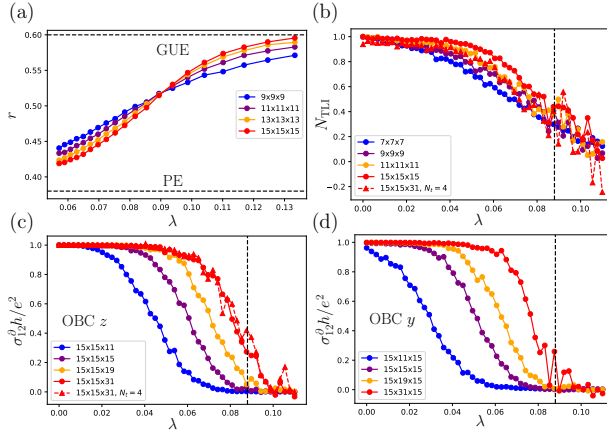 (a)
0.60
0.55
0.50
0.45
0.40
r
GUE
PE
9x9x9
11x11x11
13x13x13
15x15x15
0.06 0.07 0.08 0.09 0.10 0.11 0.12 0.13
λ
(b)
1.0
0.8
0.6
0.4
0.2
0.0
−0.2
N_TLI
7x7x7
9x9x9
11x11x11
15x15x15
15x15x31, N_t = 4
0.00 0.02 0.04 0.06 0.08 0.10
λ
(c)
1.0
0.8
0.6
0.4
0.2
0.0
σ^∂_12 h/e²
OBC z
15x15x11
15x15x15
15x15x19
15x15x31
15x15x31, N_t = 4
0.00 0.02 0.04 0.06 0.08 0.10
λ
(d)
1.0
0.8
0.6
0.4
0.2
0.0
σ^∂_12 h/e²
OBC y
15x11x15
15x15x15
15x19x15
15x31x15
0.00 0.02 0.04 0.06 0.08 0.10
λ